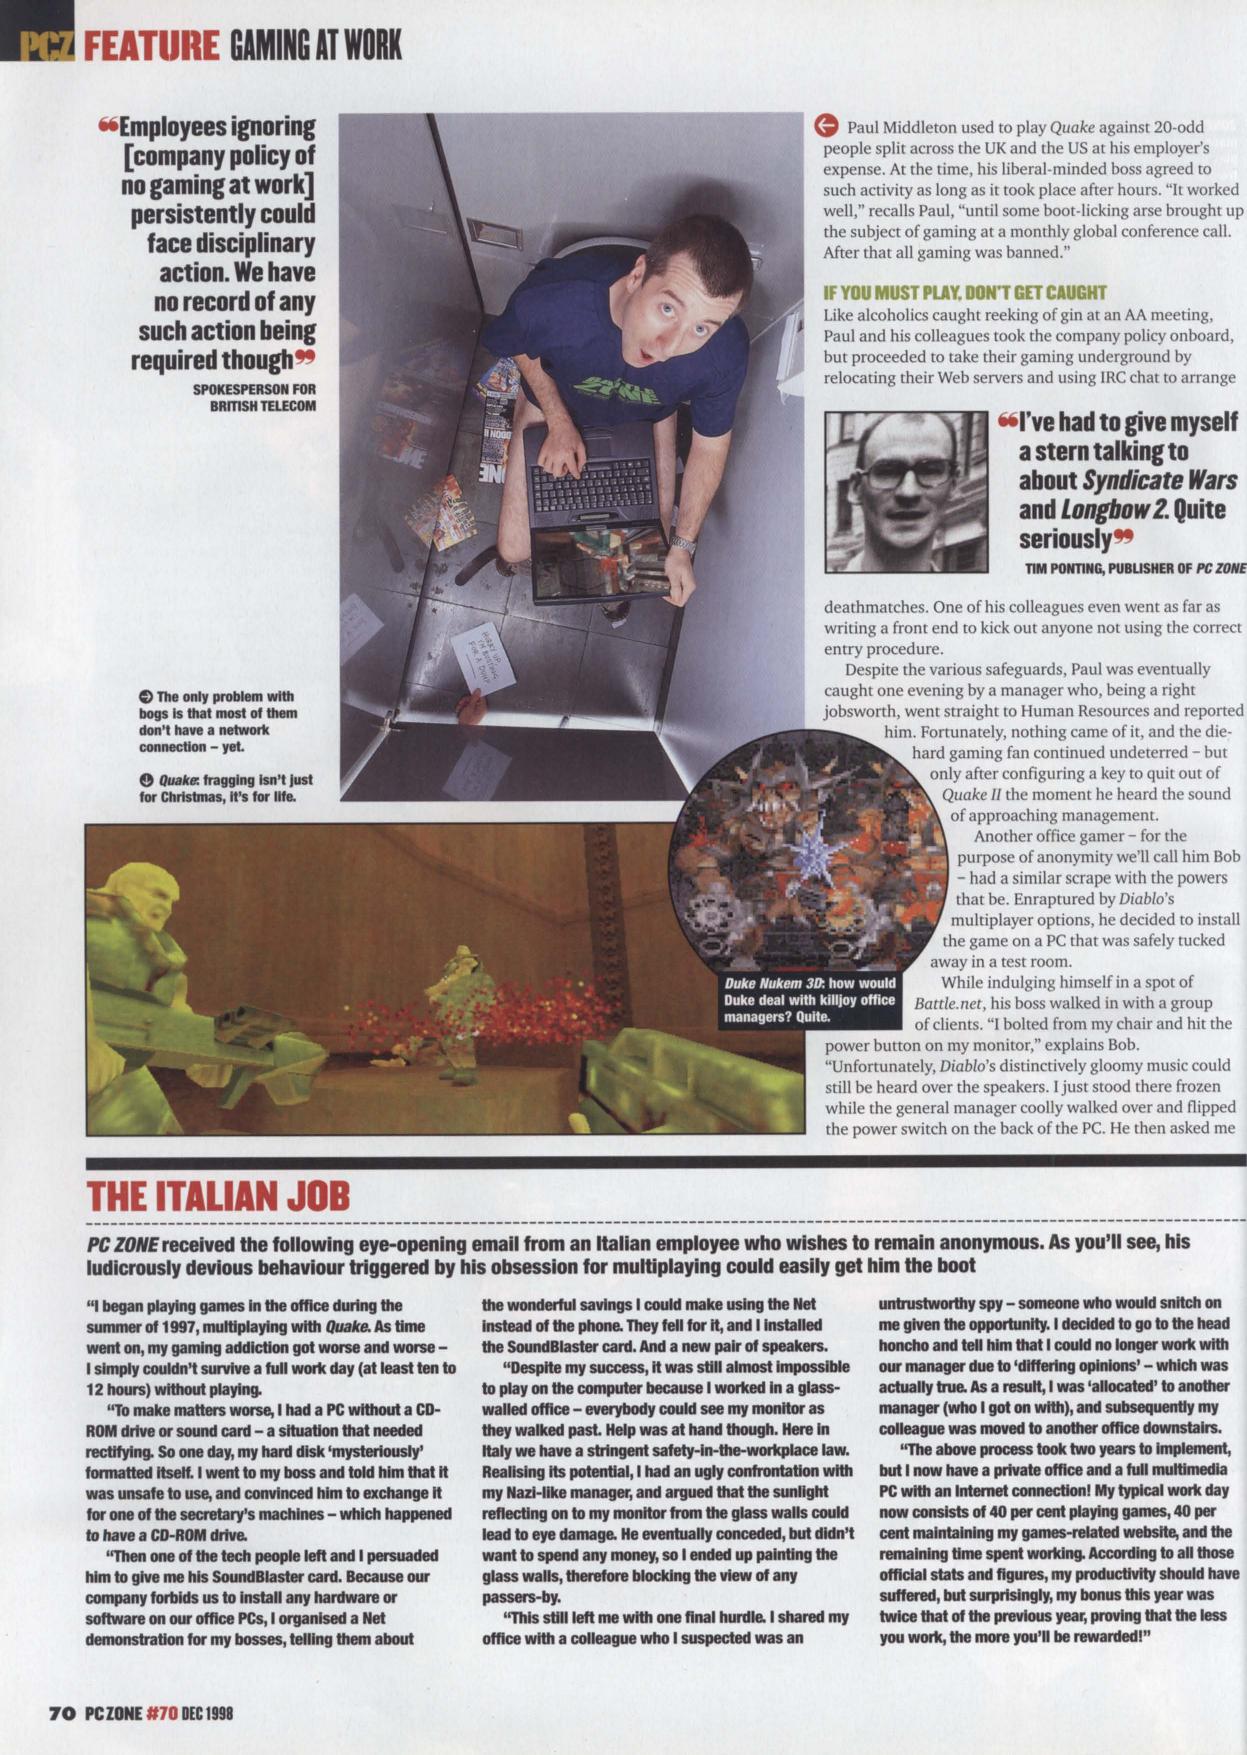 PCZ FEATURE GAMING AT WORK
“Employees ignoring
[company policy of
no gaming at work]
persistently could
face disciplinary
action. We have
no record of any
such action being
required though”
SPOKESPERSON FOR
BRITISH TELECOM
HURRY UP
I'M BUSTING
FOR A DUMP
The only problem with
bogs is that most of them
don't have a network
connection – yet.
Quake: fragging isn't just
for Christmas, it's for life.
Duke Nukem 3D: how would
Duke deal with killjoy office
managers? Quite.
Paul Middleton used to play Quake against 20-odd
people split across the UK and the US at his employer's
expense. At the time, his liberal-minded boss agreed to
such activity as long as it took place after hours. “It worked
well,” recalls Paul, “until some boot-licking arse brought up
the subject of gaming at a monthly global conference call.
After that all gaming was banned.”
IF YOU MUST PLAY, DON'T GET CAUGHT
Like alcoholics caught reeking of gin at an AA meeting,
Paul and his colleagues took the company policy onboard,
but proceeded to take their gaming underground by
relocating their Web servers and using IRC chat to arrange
“I've had to give myself
a stern talking to
about Syndicate Wars
and Longbow 2. Quite
seriously”
TIM PONTING, PUBLISHER OF PC ZONE
deathmatches. One of his colleagues even went as far as
writing a front end to kick out anyone not using the correct
entry procedure.
Despite the various safeguards, Paul was eventually
caught one evening by a manager who, being a right
jobsworth, went straight to Human Resources and reported
him. Fortunately, nothing came of it, and the die-
hard gaming fan continued undeterred – but
only after configuring a key to quit out of
Quake II the moment he heard the sound
of approaching management.
Another office gamer – for the
purpose of anonymity we'll call him Bob
– had a similar scrape with the powers
that be. Enraptured by Diablo's
multiplayer options, he decided to install
the game on a PC that was safely tucked
away in a test room.
While indulging himself in a spot of
Battle.net, his boss walked in with a group
of clients. “I bolted from my chair and hit the
power button on my monitor,” explains Bob.
“Unfortunately, Diablo's distinctively gloomy music could
still be heard over the speakers. I just stood there frozen
while the general manager coolly walked over and flipped
the power switch on the back of the PC. He then asked me
THE ITALIAN JOB
PC ZONE received the following eye-opening email from an Italian employee who wishes to remain anonymous. As you'll see, his
ludicrously devious behaviour triggered by his obsession for multiplaying could easily get him the boot
“I began playing games in the office during the
summer of 1997, multiplaying with Quake. As time
went on, my gaming addiction got worse and worse –
I simply couldn't survive a full work day (at least ten to
12 hours) without playing.
“To make matters worse, I had a PC without a CD-
ROM drive or sound card – a situation that needed
rectifying. So one day, my hard disk ‘mysteriously’
formatted itself. I went to my boss and told him that it
was unsafe to use, and convinced him to exchange it
for one of the secretary's machines – which happened
to have a CD-ROM drive.
“Then one of the tech people left and I persuaded
him to give me his SoundBlaster card. Because our
company forbids us to install any hardware or
software on our office PCs, I organised a Net
demonstration for my bosses, telling them about
the wonderful savings I could make using the Net
instead of the phone. They fell for it, and I installed
the SoundBlaster card. And a new pair of speakers.
“Despite my success, it was still almost impossible
to play on the computer because I worked in a glass-
walled office – everybody could see my monitor as
they walked past. Help was at hand though. Here in
Italy we have a stringent safety-in-the-workplace law.
Realising its potential, I had an ugly confrontation with
my Nazi-like manager, and argued that the sunlight
reflecting on to my monitor from the glass walls could
lead to eye damage. He eventually conceded, but didn't
want to spend any money, so I ended up painting the
glass walls, therefore blocking the view of any
passers-by.
“This still left me with one final hurdle. I shared my
office with a colleague who I suspected was an
untrustworthy spy – someone who would snitch on
me given the opportunity. I decided to go to the head
honcho and tell him that I could no longer work with
our manager due to ‘differing opinions’ – which was
actually true. As a result, I was ‘allocated’ to another
manager (who I got on with), and subsequently my
colleague was moved to another office downstairs.
“The above process took two years to implement,
but I now have a private office and a full multimedia
PC with an Internet connection! My typical work day
now consists of 40 per cent playing games, 40 per
cent maintaining my games-related website, and the
remaining time spent working. According to all those
official stats and figures, my productivity should have
suffered, but surprisingly, my bonus this year was
twice that of the previous year, proving that the less
you work, the more you'll be rewarded!”
70 PC ZONE #70 DEC 1998